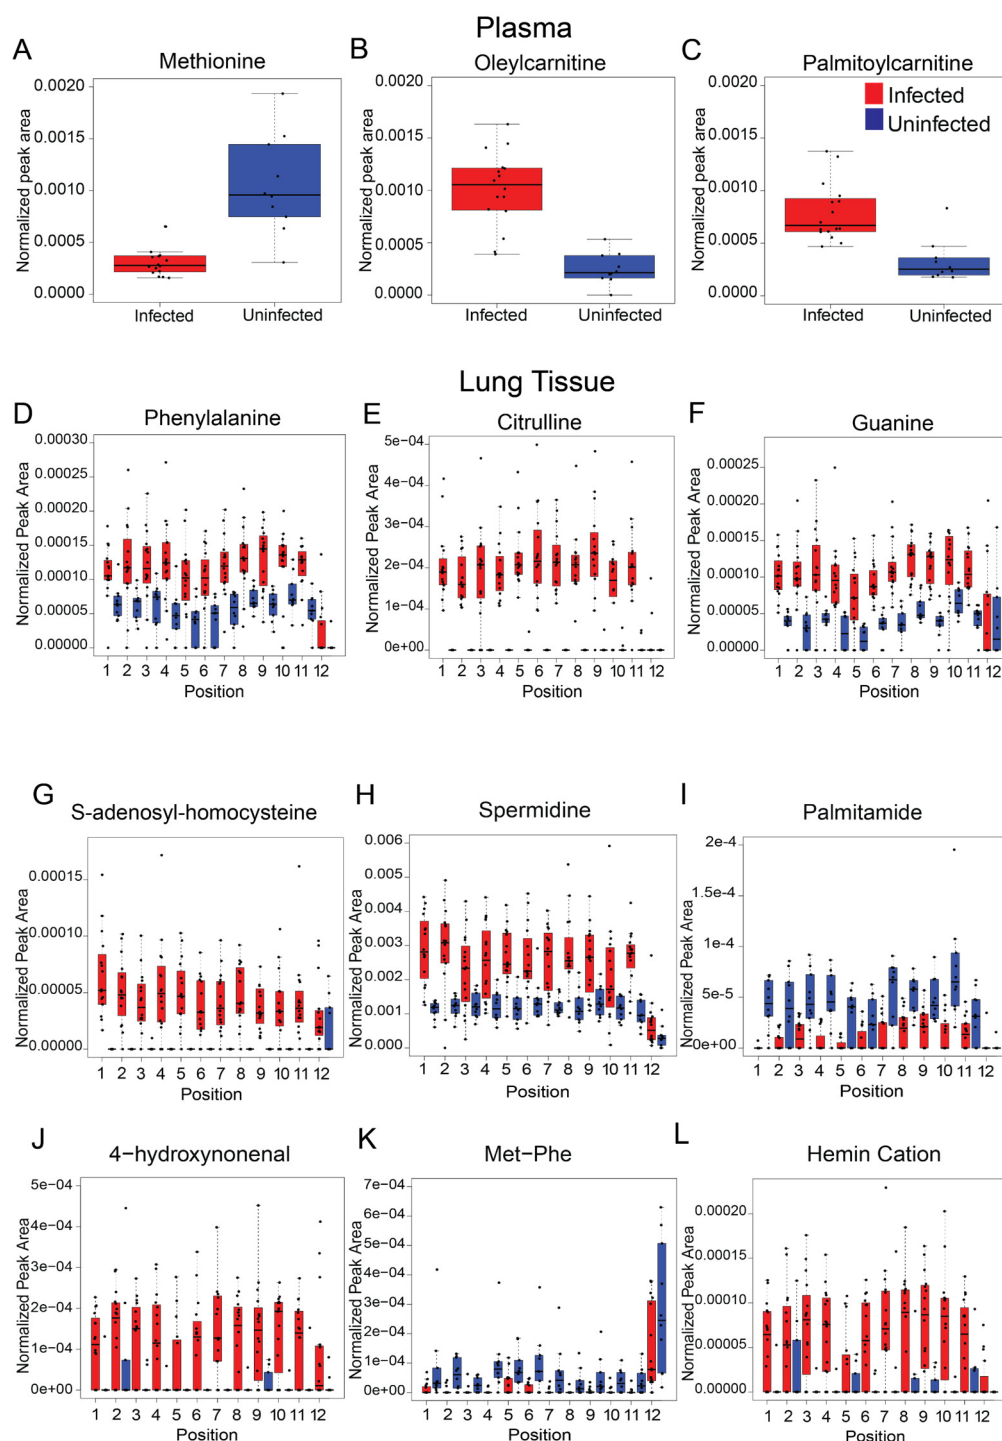 Plasma
A
Methionine
Normalized peak area
0.0020
0.0015
0.0010
0.0005
0.0000
Infected
Uninfected
B
Oleylcarnitine
Normalized peak area
0.0020
0.0015
0.0010
0.0005
0.0000
Infected
Uninfected
C
Palmitoylcarnitine
Normalized peak area
0.0020
0.0015
0.0010
0.0005
0.0000
Infected
Uninfected
Infected
Uninfected
Lung Tissue
D
Phenylalanine
Normalized Peak Area
0.00030
0.00025
0.00020
0.00015
0.00010
0.00005
0.00000
1 2 3 4 5 6 7 8 9 10 11 12
Position
E
Citrulline
Normalized Peak Area
5e-04
4e-04
3e-04
2e-04
1e-04
0e+00
1 2 3 4 5 6 7 8 9 10 11 12
Position
F
Guanine
Normalized Peak Area
0.00025
0.00020
0.00015
0.00010
0.00005
0.00000
1 2 3 4 5 6 7 8 9 10 11 12
Position
G
S-adenosyl-homocysteine
Normalized Peak Area
0.00015
0.00010
0.00005
0.00000
1 2 3 4 5 6 7 8 9 10 11 12
Position
H
Spermidine
Normalized Peak Area
0.006
0.005
0.004
0.003
0.002
0.001
0.000
1 2 3 4 5 6 7 8 9 10 11 12
Position
I
Palmitamide
Normalized Peak Area
2e-4
1.5e-4
1e-4
5e-5
0e+00
1 2 3 4 5 6 7 8 9 10 11 12
Position
J
4−hydroxynonenal
Normalized Peak Area
5e-04
4e-04
3e-04
2e-04
1e-04
0e+00
1 2 3 4 5 6 7 8 9 10 11 12
Position
K
Met−Phe
Normalized Peak Area
7e-04
6e-04
5e-04
4e-04
3e-04
2e-04
1e-04
0e+00
1 2 3 4 5 6 7 8 9 10 11 12
Position
L
Hemin Cation
Normalized Peak Area
0.00020
0.00015
0.00010
0.00005
0.00000
1 2 3 4 5 6 7 8 9 10 11 12
Position